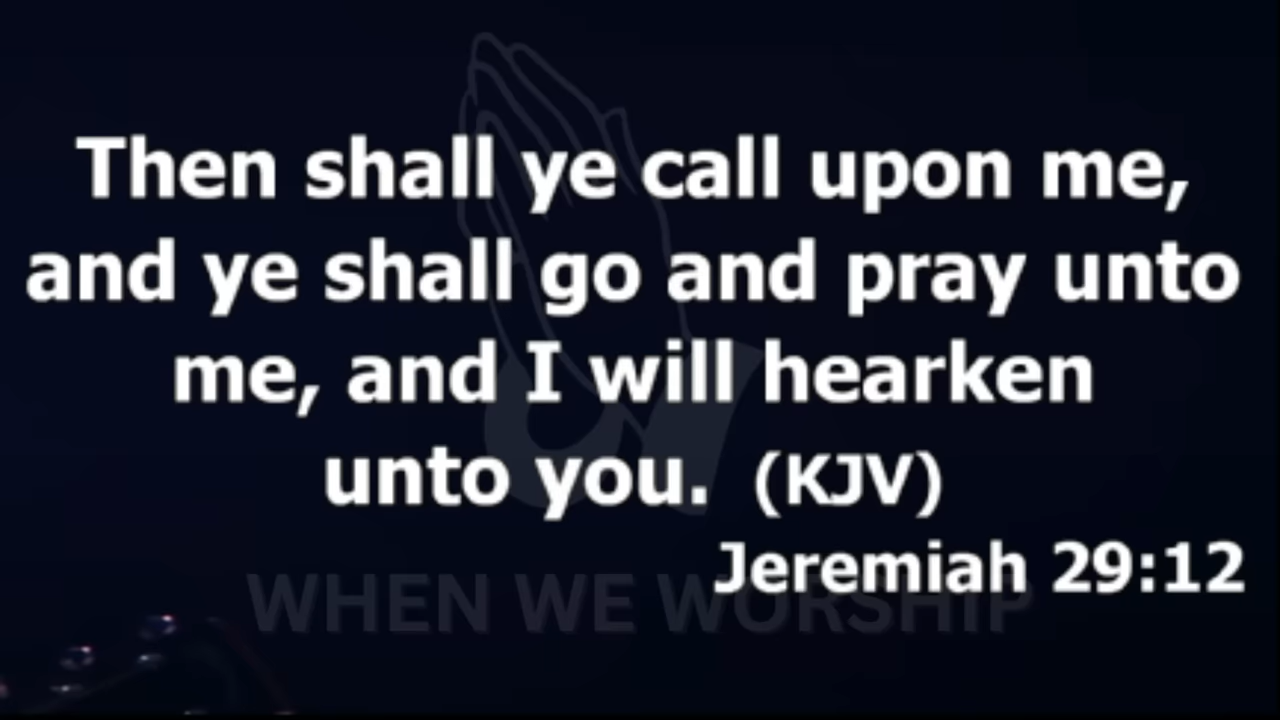 Then shall ye call upon me,
and ye shall go and pray unto
me, and I will hearken
unto you. (KJV)
Jeremiah 29:12
WHEN WE WORSHIP